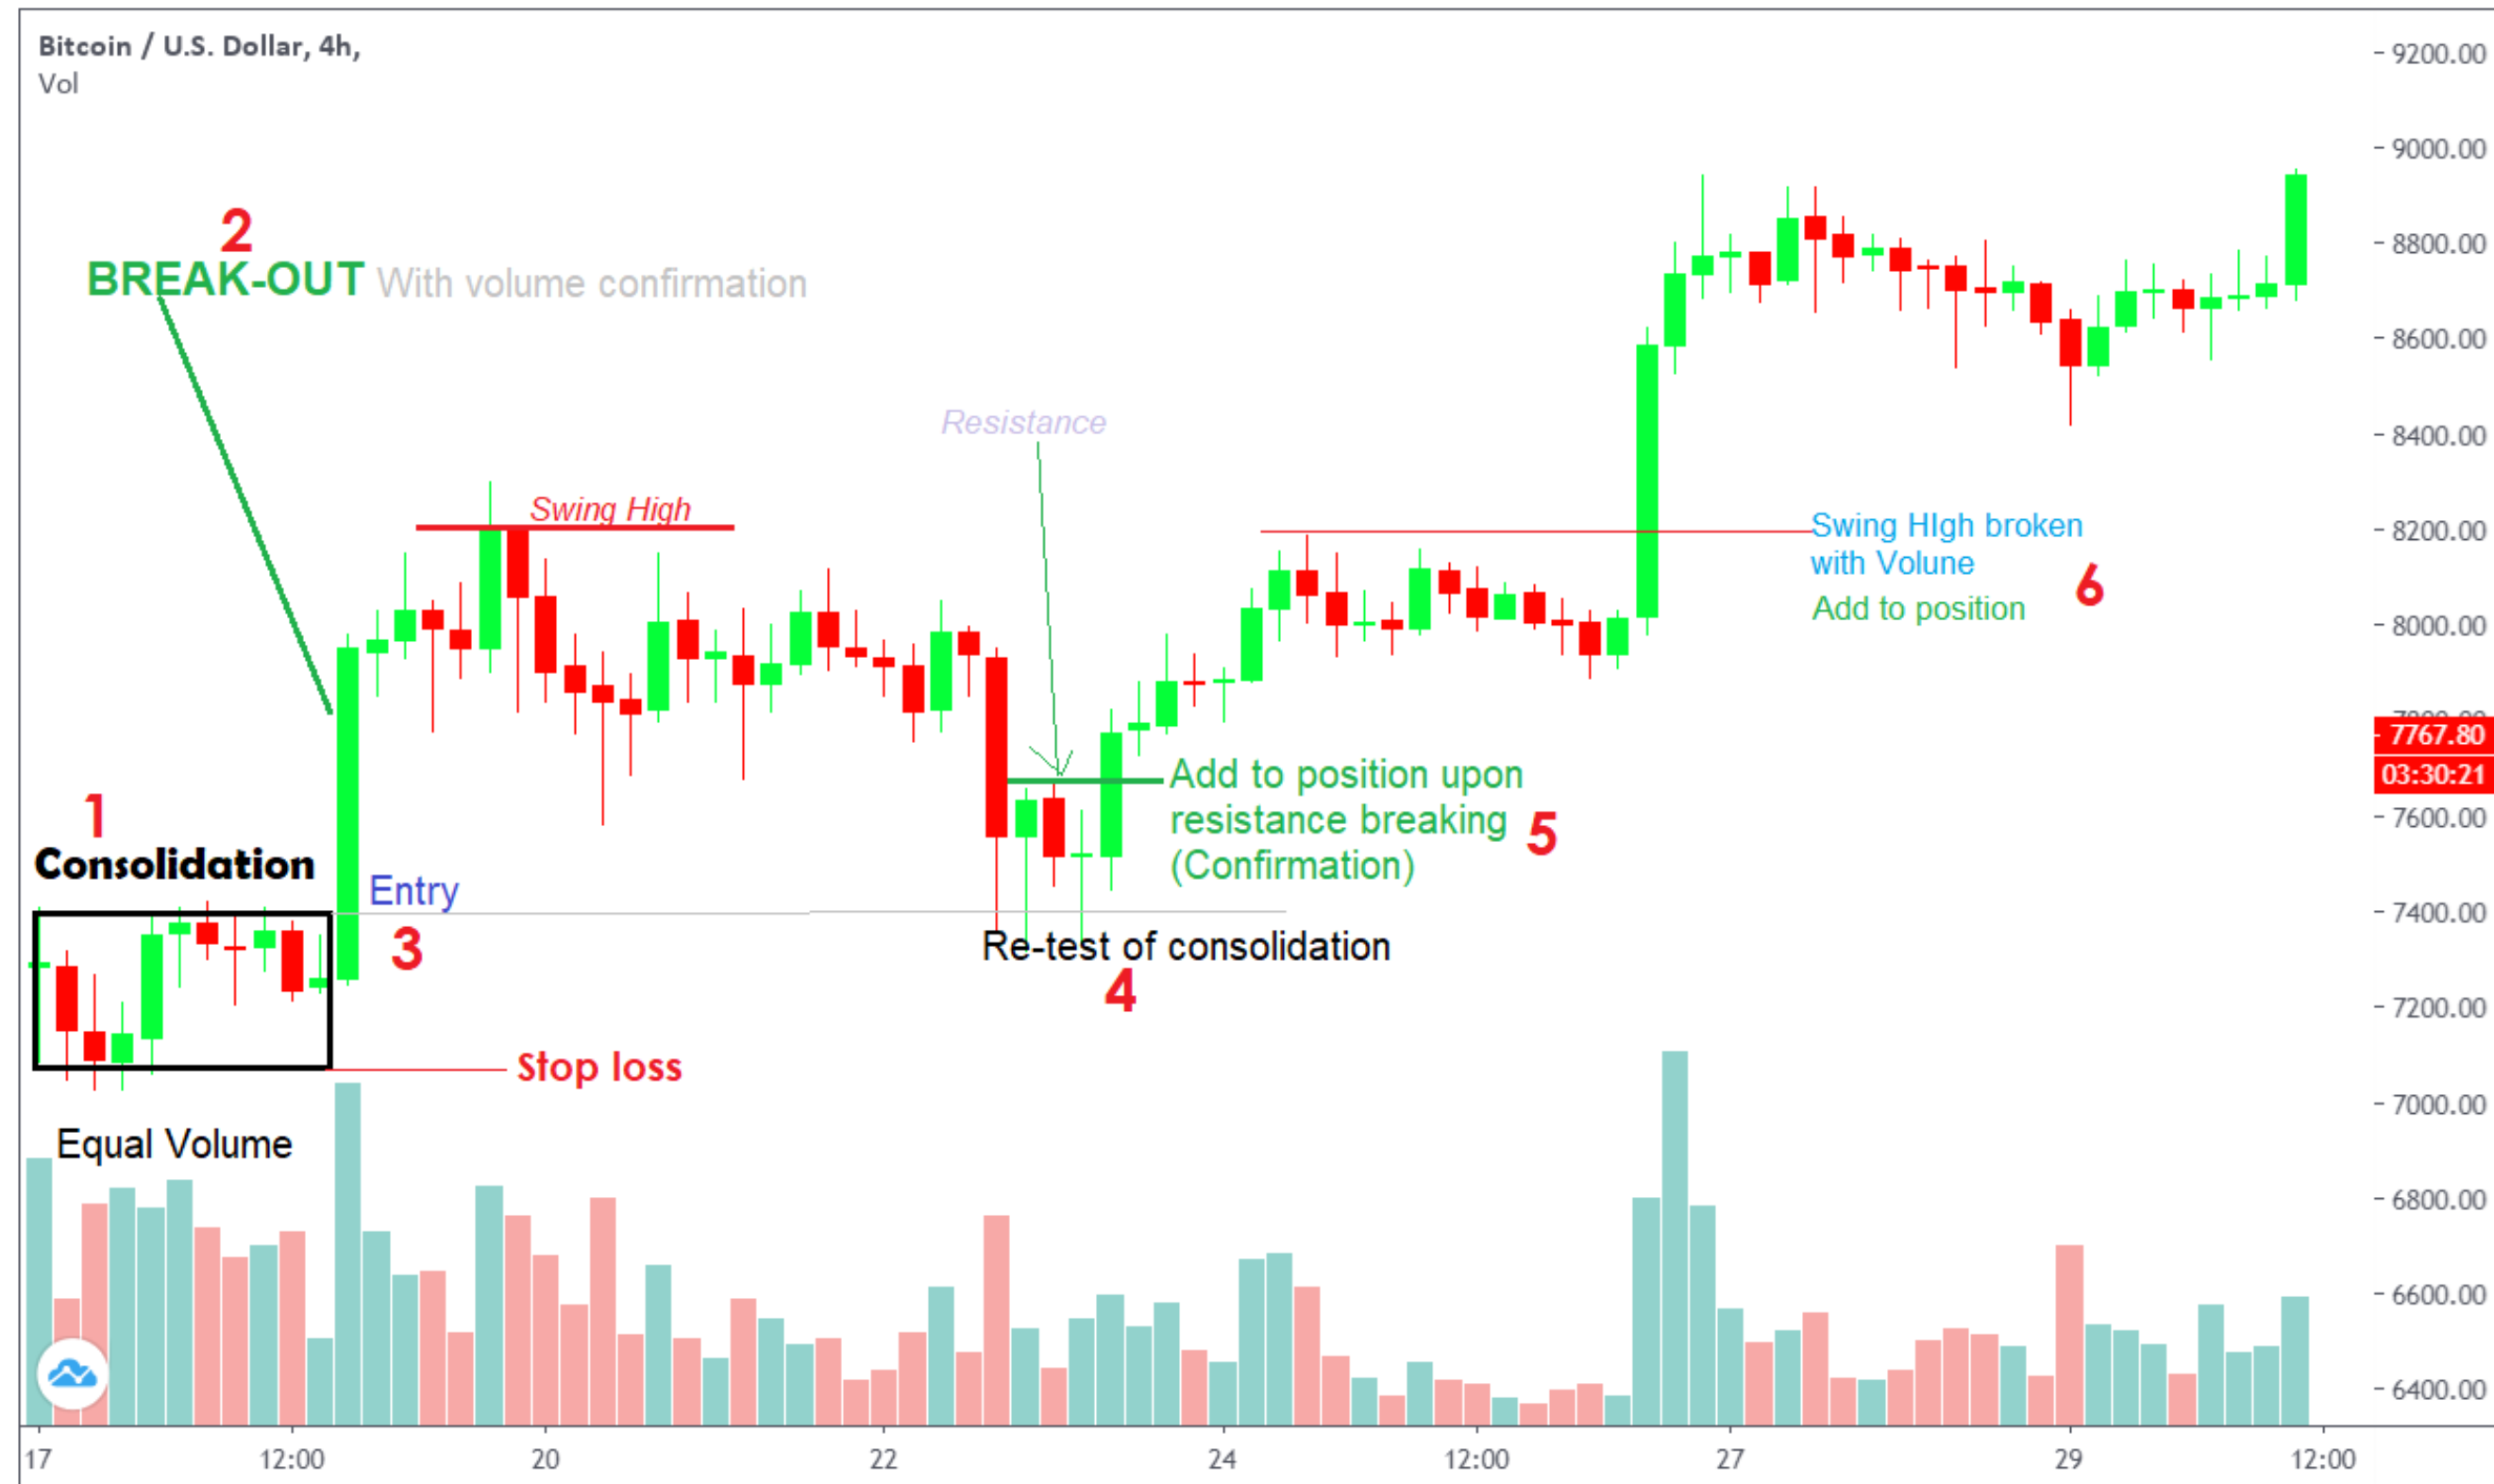 Bitcoin / U.S. Dollar, 4h,
Vol
2
BREAK-OUT With volume confirmation
Resistance
Swing High
Swing HIgh broken
with Volune
6
Add to position
1
Consolidation
Entry
3
Add to position upon
resistance breaking
5
(Confirmation)
Re-test of consolidation
4
Stop loss
Equal Volume
9200.00
9000.00
8800.00
8600.00
8400.00
8200.00
8000.00
7800.00
7767.80
03:30:21
7600.00
7400.00
7200.00
7000.00
6800.00
6600.00
6400.00
17 12:00 20 22 24 12:00 27 29 12:00